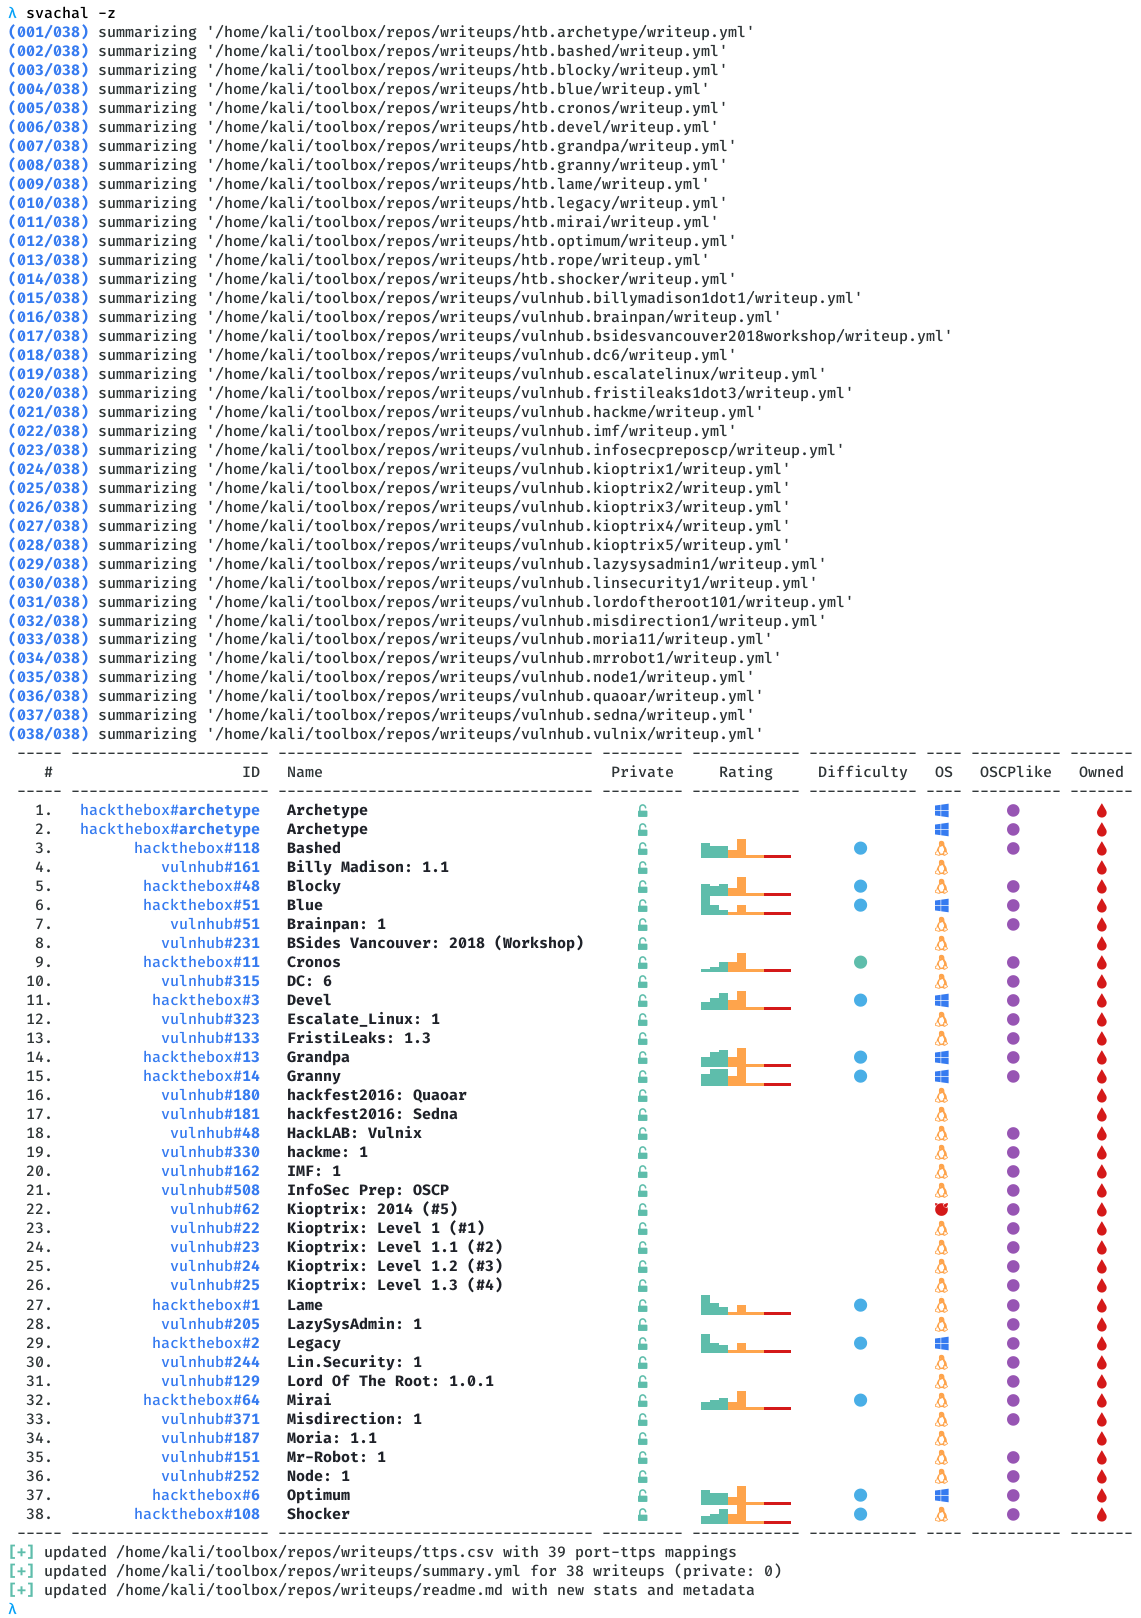 λ svachal -z
(001/038) summarizing '/home/kali/toolbox/repos/writeups/htb.archetype/writeup.yml'
(002/038) summarizing '/home/kali/toolbox/repos/writeups/htb.bashed/writeup.yml'
(003/038) summarizing '/home/kali/toolbox/repos/writeups/htb.blocky/writeup.yml'
(004/038) summarizing '/home/kali/toolbox/repos/writeups/htb.blue/writeup.yml'
(005/038) summarizing '/home/kali/toolbox/repos/writeups/htb.cronos/writeup.yml'
(006/038) summarizing '/home/kali/toolbox/repos/writeups/htb.devel/writeup.yml'
(007/038) summarizing '/home/kali/toolbox/repos/writeups/htb.grandpa/writeup.yml'
(008/038) summarizing '/home/kali/toolbox/repos/writeups/htb.granny/writeup.yml'
(009/038) summarizing '/home/kali/toolbox/repos/writeups/htb.lame/writeup.yml'
(010/038) summarizing '/home/kali/toolbox/repos/writeups/htb.legacy/writeup.yml'
(011/038) summarizing '/home/kali/toolbox/repos/writeups/htb.mirai/writeup.yml'
(012/038) summarizing '/home/kali/toolbox/repos/writeups/htb.optimum/writeup.yml'
(013/038) summarizing '/home/kali/toolbox/repos/writeups/htb.rope/writeup.yml'
(014/038) summarizing '/home/kali/toolbox/repos/writeups/htb.shocker/writeup.yml'
(015/038) summarizing '/home/kali/toolbox/repos/writeups/vulnhub.billymadison1dot1/writeup.yml'
(016/038) summarizing '/home/kali/toolbox/repos/writeups/vulnhub.brainpan/writeup.yml'
(017/038) summarizing '/home/kali/toolbox/repos/writeups/vulnhub.bsidesvancouver2018workshop/writeup.yml'
(018/038) summarizing '/home/kali/toolbox/repos/writeups/vulnhub.dc6/writeup.yml'
(019/038) summarizing '/home/kali/toolbox/repos/writeups/vulnhub.escalatelinux/writeup.yml'
(020/038) summarizing '/home/kali/toolbox/repos/writeups/vulnhub.fristileaks1dot3/writeup.yml'
(021/038) summarizing '/home/kali/toolbox/repos/writeups/vulnhub.hackme/writeup.yml'
(022/038) summarizing '/home/kali/toolbox/repos/writeups/vulnhub.imf/writeup.yml'
(023/038) summarizing '/home/kali/toolbox/repos/writeups/vulnhub.infosecpreposcp/writeup.yml'
(024/038) summarizing '/home/kali/toolbox/repos/writeups/vulnhub.kioptrix1/writeup.yml'
(025/038) summarizing '/home/kali/toolbox/repos/writeups/vulnhub.kioptrix2/writeup.yml'
(026/038) summarizing '/home/kali/toolbox/repos/writeups/vulnhub.kioptrix3/writeup.yml'
(027/038) summarizing '/home/kali/toolbox/repos/writeups/vulnhub.kioptrix4/writeup.yml'
(028/038) summarizing '/home/kali/toolbox/repos/writeups/vulnhub.kioptrix5/writeup.yml'
(029/038) summarizing '/home/kali/toolbox/repos/writeups/vulnhub.lazysysadmin1/writeup.yml'
(030/038) summarizing '/home/kali/toolbox/repos/writeups/vulnhub.linsecurity1/writeup.yml'
(031/038) summarizing '/home/kali/toolbox/repos/writeups/vulnhub.lordoftheroot101/writeup.yml'
(032/038) summarizing '/home/kali/toolbox/repos/writeups/vulnhub.misdirection1/writeup.yml'
(033/038) summarizing '/home/kali/toolbox/repos/writeups/vulnhub.moria11/writeup.yml'
(034/038) summarizing '/home/kali/toolbox/repos/writeups/vulnhub.mrrobot1/writeup.yml'
(035/038) summarizing '/home/kali/toolbox/repos/writeups/vulnhub.node1/writeup.yml'
(036/038) summarizing '/home/kali/toolbox/repos/writeups/vulnhub.quaoar/writeup.yml'
(037/038) summarizing '/home/kali/toolbox/repos/writeups/vulnhub.sedna/writeup.yml'
(038/038) summarizing '/home/kali/toolbox/repos/writeups/vulnhub.vulnix/writeup.yml'
----- ---------------------- ----------------------------------- --------- ----------- ------------ ---- ---------- -------
# ID Name Private Rating Difficulty OS OSCPlike Owned
----- ---------------------- ----------------------------------- --------- ----------- ------------ ---- ---------- -------
1. hackthebox#archetype Archetype
2. hackthebox#archetype Archetype
3. hackthebox#118 Bashed
4. vulnhub#161 Billy Madison: 1.1
5. hackthebox#48 Blocky
6. hackthebox#51 Blue
7. vulnhub#51 Brainpan: 1
8. vulnhub#231 BSides Vancouver: 2018 (Workshop)
9. hackthebox#11 Cronos
10. vulnhub#315 DC: 6
11. hackthebox#3 Devel
12. vulnhub#323 Escalate_Linux: 1
13. vulnhub#133 FristiLeaks: 1.3
14. hackthebox#13 Grandpa
15. hackthebox#14 Granny
16. vulnhub#180 hackfest2016: Quaoar
17. vulnhub#181 hackfest2016: Sedna
18. vulnhub#48 HackLAB: Vulnix
19. vulnhub#330 hackme: 1
20. vulnhub#162 IMF: 1
21. vulnhub#508 InfoSec Prep: OSCP
22. vulnhub#62 Kioptrix: 2014 (#5)
23. vulnhub#22 Kioptrix: Level 1 (#1)
24. vulnhub#23 Kioptrix: Level 1.1 (#2)
25. vulnhub#24 Kioptrix: Level 1.2 (#3)
26. vulnhub#25 Kioptrix: Level 1.3 (#4)
27. hackthebox#1 Lame
28. vulnhub#205 LazySysAdmin: 1
29. hackthebox#2 Legacy
30. vulnhub#244 Lin.Security: 1
31. vulnhub#129 Lord Of The Root: 1.0.1
32. hackthebox#64 Mirai
33. vulnhub#371 Misdirection: 1
34. vulnhub#187 Moria: 1.1
35. vulnhub#151 Mr-Robot: 1
36. vulnhub#252 Node: 1
37. hackthebox#6 Optimum
38. hackthebox#108 Shocker
----- ---------------------- ----------------------------------- --------- ----------- ------------ ---- ---------- -------
[+] updated /home/kali/toolbox/repos/writeups/ttps.csv with 39 port-ttps mappings
[+] updated /home/kali/toolbox/repos/writeups/summary.yml for 38 writeups (private: 0)
[+] updated /home/kali/toolbox/repos/writeups/readme.md with new stats and metadata
λ